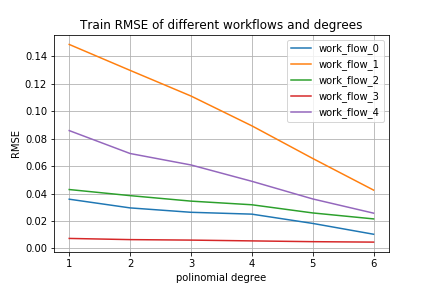 Train RMSE of different workflows and degrees
RMSE
0.14
0.12
0.10
0.08
0.06
0.04
0.02
0.00
work_flow_0
work_flow_1
work_flow_2
work_flow_3
work_flow_4
1 2 3 4 5 6
polinomial degree